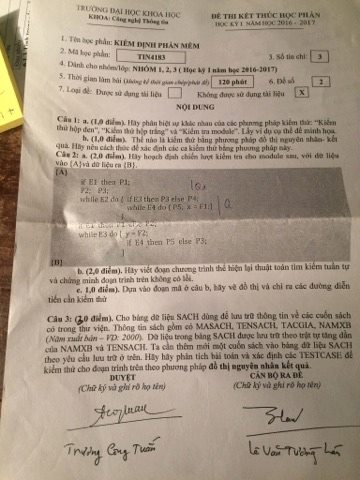 TRƯỜNG ĐẠI HỌC KHOA HỌC
KHOA: Công nghệ Thông tin
ĐỀ THI KẾT THÚC HỌC PHẦN
HỌC KỲ 1 NĂM HỌC 2016 - 2017
1. Tên học phần: KIỂM ĐỊNH PHẦN MỀM
2. Mã học phần: TIN4183
3. Số tín chỉ: 3
4. Dành cho nhóm/lớp: NHÓM 1, 2, 3 ( Học kỳ 1 năm học 2016-2017)
5. Thời gian làm bài (không tính thời gian chép/phát đề) 120 phút
6. Đề số 2
7. Loại đề: Được sử dụng tài liệu
Không được sử dụng tài liệu X
NỘI DUNG
Câu 1: a. (1,0 điểm). Hãy phân biệt sự khác nhau của các phương pháp kiểm thử: "Kiểm
thử hộp đen", "Kiểm thử hộp trắng" và "Kiểm tra module". Lấy ví dụ cụ thể để minh họa.
b. (1,0 điểm). Thế nào là kiểm thử bằng phương pháp đồ thị nguyên nhân- kết
quả. Hãy nên cách thức để xác định các ca kiểm thử bằng phương pháp này.
Câu 2: a. (2,0 điểm). Hãy hoạch định chiến lược kiểm tra cho module sau, với dữ liệu
vào {A}và dữ liệu ra {B}.
{A}
if E1 then P1;
P2; P3;
while E2 do { if E3 then P3 else P4;
while E4 do { P5; x = F1;}
while E3 do { y = F2;
if E4 then P5 else P3;
}
{B}
b. (2,0 điểm). Hãy viết đoạn chương trình thể hiện lại thuật toán tìm kiếm tuần tự
và chứng minh đoạn trình trên không có lỗi.
c. 1,0 điểm). Dựa vào đoạn mã ở câu b, hãy vẽ đồ thị và chỉ ra các đường diễn
tiến cần kiểm thử
Câu 3: (3,0 điểm). Cho bảng dữ liệu SACH dùng để lưu trữ thông tin về các cuốn sách
có trong thư viện. Thông tin sách gồm có MASACH, TENSACH, TACGIA, NAMXB
(Năm xuất bản – VD: 2000). Dữ liệu trong bảng SACH được lưu trữ theo trật tự tăng dần
của NAMXB và TENSACH. Ta cần thêm mới một cuốn sách vào bảng dữ liệu SACH
theo yêu cầu lưu trữ ở trên. Hãy hãy phân tích bài toán và xác định các TESTCASE để
kiểm thử cho đoạn trình trên theo phương pháp đồ thị nguyên nhân kết quả.
DUYỆT
CÁN BỘ RA ĐỀ
(Chữ ký và ghi rõ họ tên)
(Chữ ký và ghi rõ họ tên)
Trương Công Tuấn
Lê Văn Tường Lân